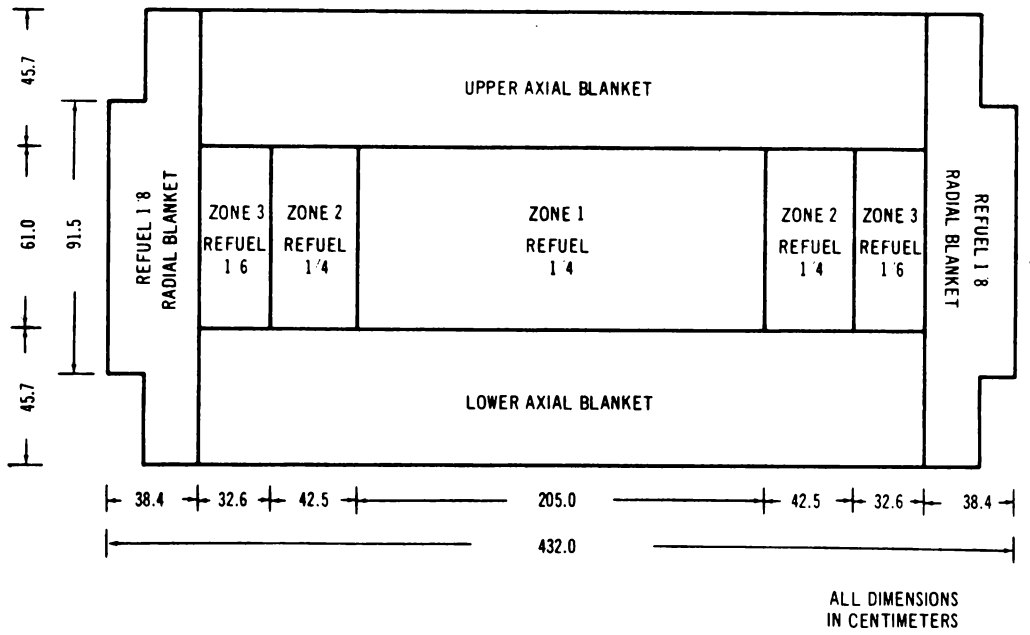 45.7
61.0
45.7
91.5
UPPER AXIAL BLANKET
REFUEL 1/8
RADIAL BLANKET
ZONE 3
REFUEL
1/6
ZONE 2
REFUEL
1/4
ZONE 1
REFUEL
1/4
ZONE 2
REFUEL
1/4
ZONE 3
REFUEL
1/6
REFUEL 1/8
RADIAL BLANKET
LOWER AXIAL BLANKET
38.4
32.6
42.5
205.0
42.5
32.6
38.4
432.0
ALL DIMENSIONS
IN CENTIMETERS